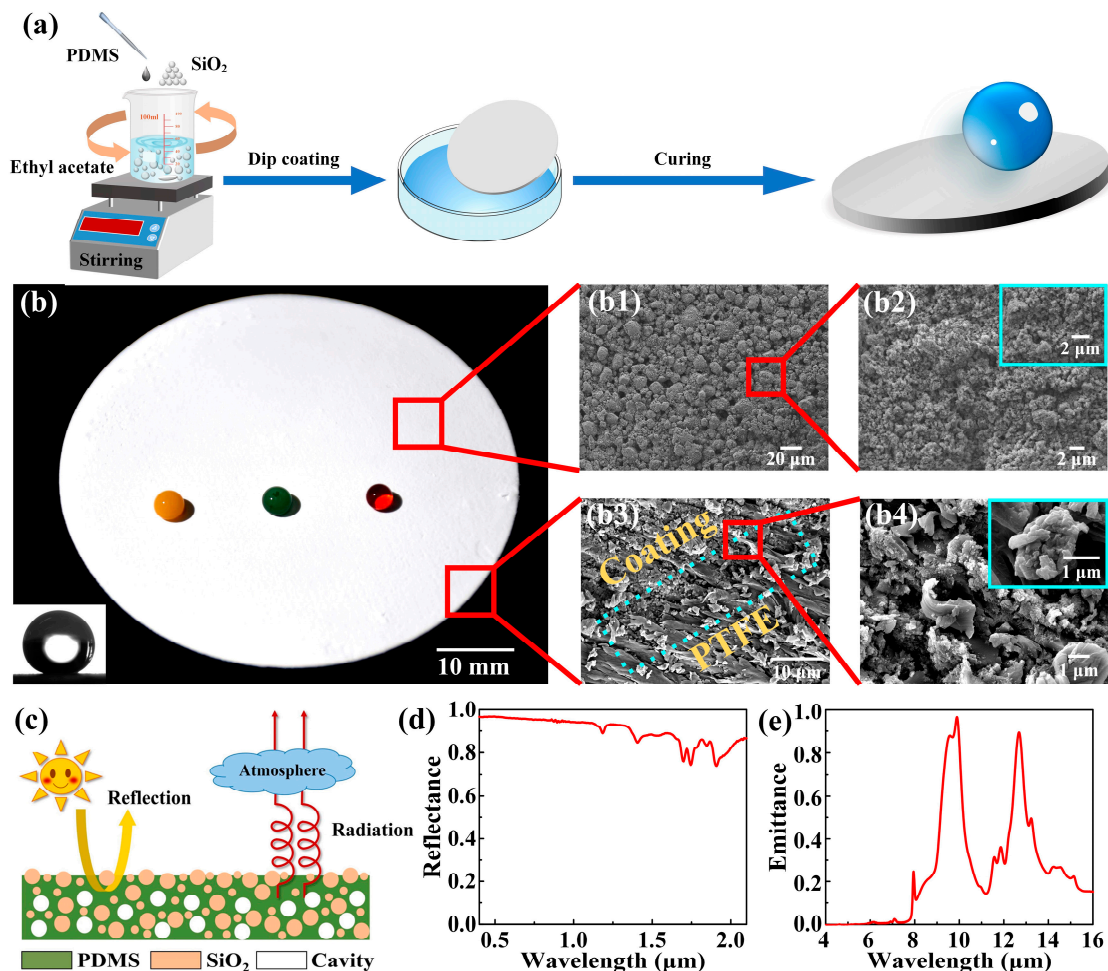 (a)
PDMS
SiO₂
100ml
Ethyl acetate
Stirring
Dip coating
Curing
(b)
10 mm
(b1)
20 μm
(b2)
2 μm
2 μm
(b3)
Coating
PTFE
10 μm
(b4)
1 μm
1 μm
(c)
Reflection
Atmosphere
Radiation
PDMS SiO₂ Cavity
(d)
Reflectance
1.0
0.8
0.6
0.4
0.2
0.0
0.5 1.0 1.5 2.0
Wavelength (μm)
(e)
Emittance
1.0
0.8
0.6
0.4
0.2
0.0
4 6 8 10 12 14 16
Wavelength (μm)